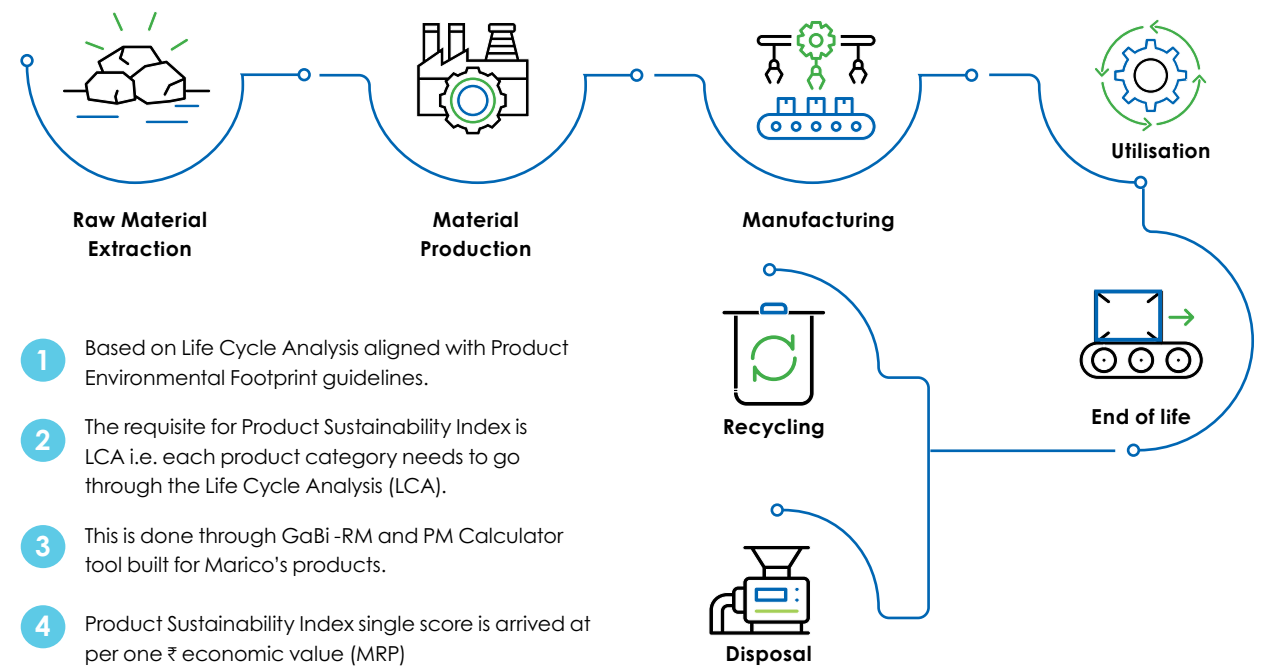 Raw Material
Extraction
Material
Production
Manufacturing
Utilisation
End of life
Recycling
Disposal
1
Based on Life Cycle Analysis aligned with Product
Environmental Footprint guidelines.
2
The requisite for Product Sustainability Index is
LCA i.e. each product category needs to go
through the Life Cycle Analysis (LCA).
3
This is done through GaBi -RM and PM Calculator
tool built for Marico's products.
4
Product Sustainability Index single score is arrived at
per one ₹ economic value (MRP)